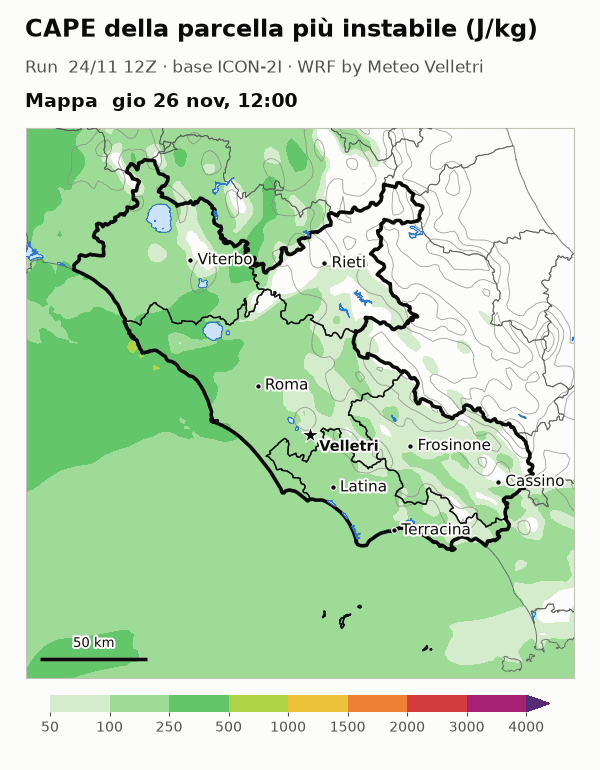 CAPE della parcella più instabile (J/kg)
Run  24/11 12Z · base ICON-2I · WRF by Meteo Velletri
Mappa  gio 26 nov, 12:00
Viterbo
Rieti
Roma
Velletri
Frosinone
Cassino
Latina
Terracina
50 km
50 100 250 500 1000 1500 2000 3000 4000